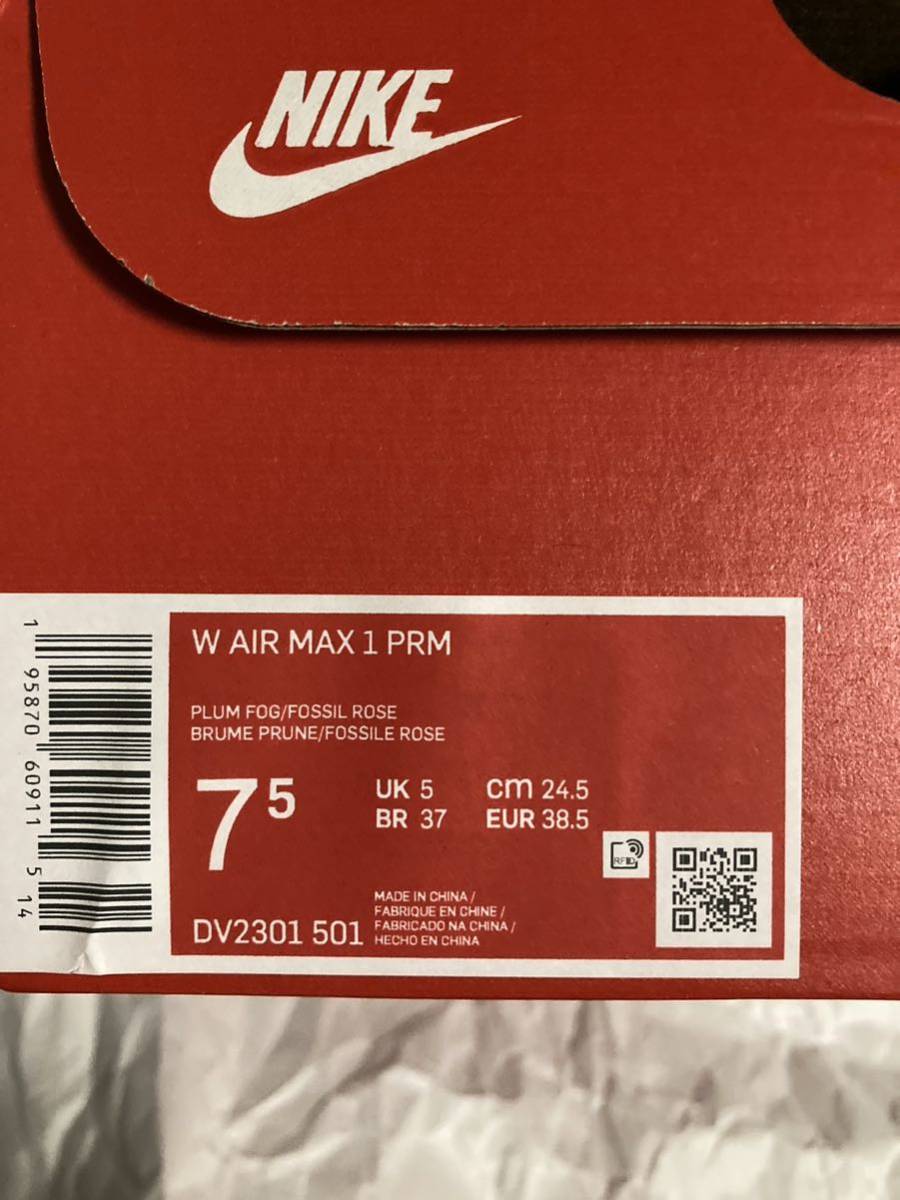 NIKE
W AIR MAX 1 PRM
PLUM FOG/FOSSIL ROSE
BRUME PRUNE/FOSSILE ROSE
7 5
UK 5 cm 24.5
BR 37 EUR 38.5
RFID
DV2301 501
MADE IN CHINA /
FABRIQUE EN CHINE /
FABRICADO NA CHINA /
HECHO EN CHINA
1 95870 60911 5 14